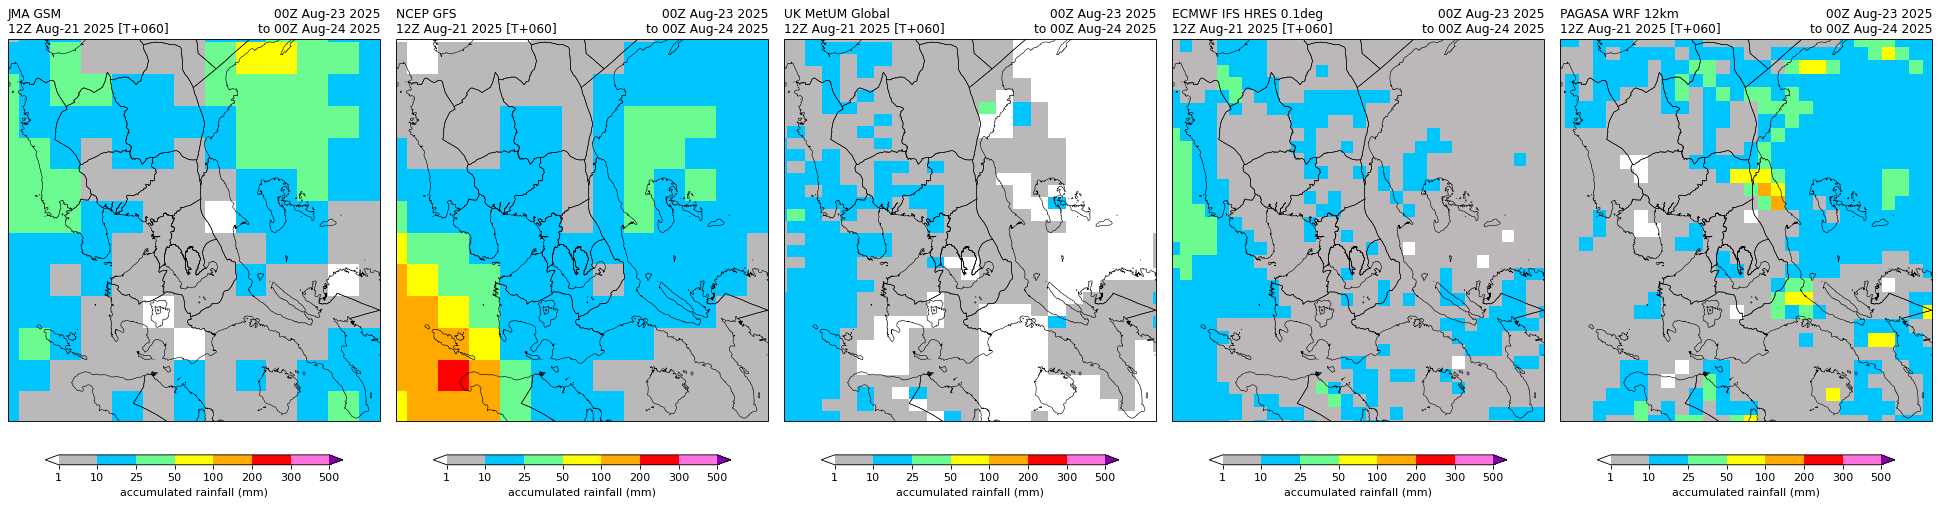 JMA GSM 00Z Aug-23 2025
12Z Aug-21 2025 [T+060] to 00Z Aug-24 2025
NCEP GFS 00Z Aug-23 2025
12Z Aug-21 2025 [T+060] to 00Z Aug-24 2025
UK MetUM Global 00Z Aug-23 2025
12Z Aug-21 2025 [T+060] to 00Z Aug-24 2025
ECMWF IFS HRES 0.1deg 00Z Aug-23 2025
12Z Aug-21 2025 [T+060] to 00Z Aug-24 2025
PAGASA WRF 12km 00Z Aug-23 2025
12Z Aug-21 2025 [T+060] to 00Z Aug-24 2025
1 10 25 50 100 200 300 500
accumulated rainfall (mm)
1 10 25 50 100 200 300 500
accumulated rainfall (mm)
1 10 25 50 100 200 300 500
accumulated rainfall (mm)
1 10 25 50 100 200 300 500
accumulated rainfall (mm)
1 10 25 50 100 200 300 500
accumulated rainfall (mm)